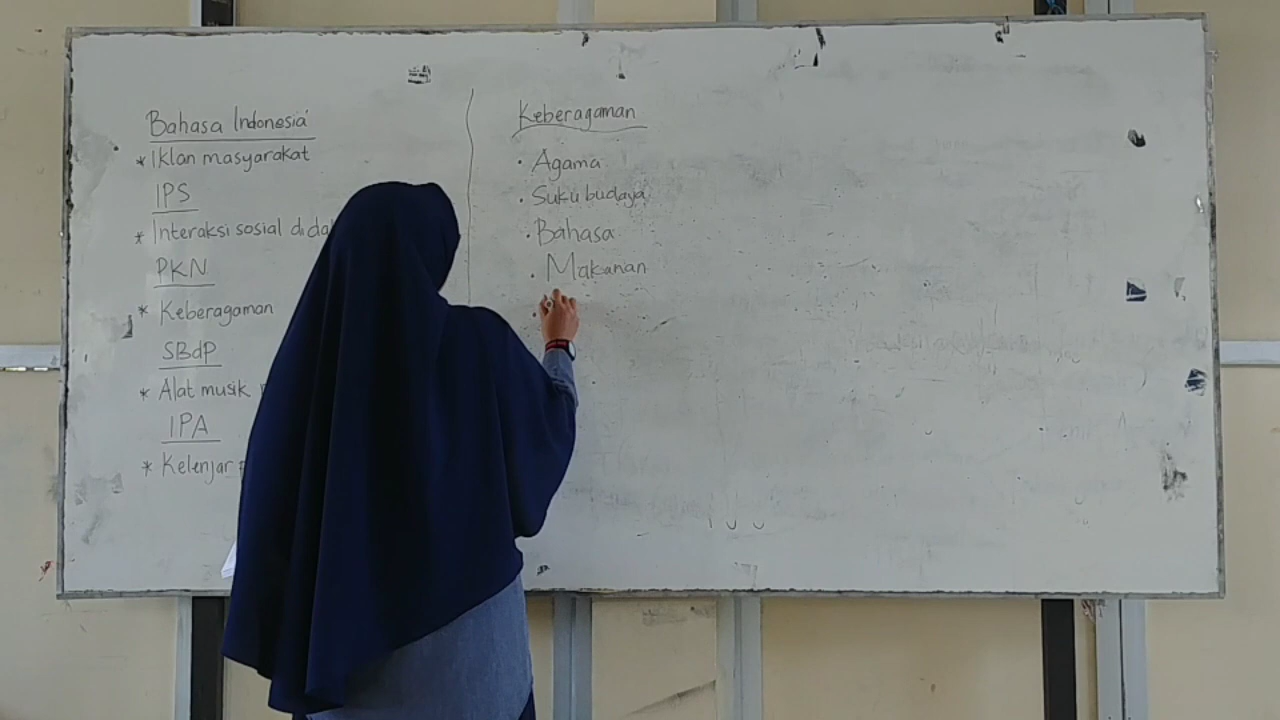 Bahasa Indonesia
* Iklan masyarakat
IPS
* Interaksi sosial
PKN
* Keberagaman
SBdP
* Alat musik
IPA
* Kelenjar
Keberagaman
• Agama
• Suku budaya
• Bahasa
• Makanan
•